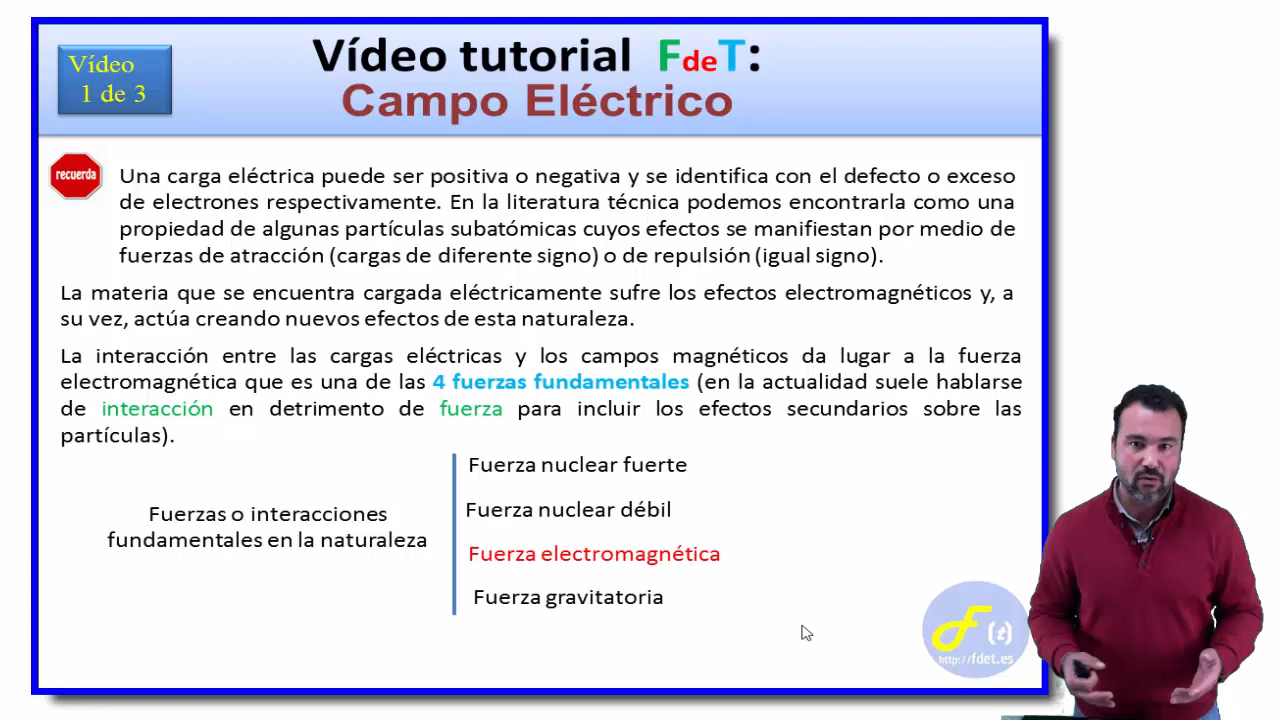 Vídeo
1 de 3
Vídeo tutorial FdeT:
Campo Eléctrico
recuerda
Una carga eléctrica puede ser positiva o negativa y se identifica con el defecto o exceso
de electrones respectivamente. En la literatura técnica podemos encontrarla como una
propiedad de algunas partículas subatómicas cuyos efectos se manifiestan por medio de
fuerzas de atracción (cargas de diferente signo) o de repulsión (igual signo).
La materia que se encuentra cargada eléctricamente sufre los efectos electromagnéticos y, a
su vez, actúa creando nuevos efectos de esta naturaleza.
La interacción entre las cargas eléctricas y los campos magnéticos da lugar a la fuerza
electromagnética que es una de las 4 fuerzas fundamentales (en la actualidad suele hablarse
de interacción en detrimento de fuerza para incluir los efectos secundarios sobre las
partículas).
Fuerzas o interacciones
fundamentales en la naturaleza
Fuerza nuclear fuerte
Fuerza nuclear débil
Fuerza electromagnética
Fuerza gravitatoria
F (t)
http://fdet.es